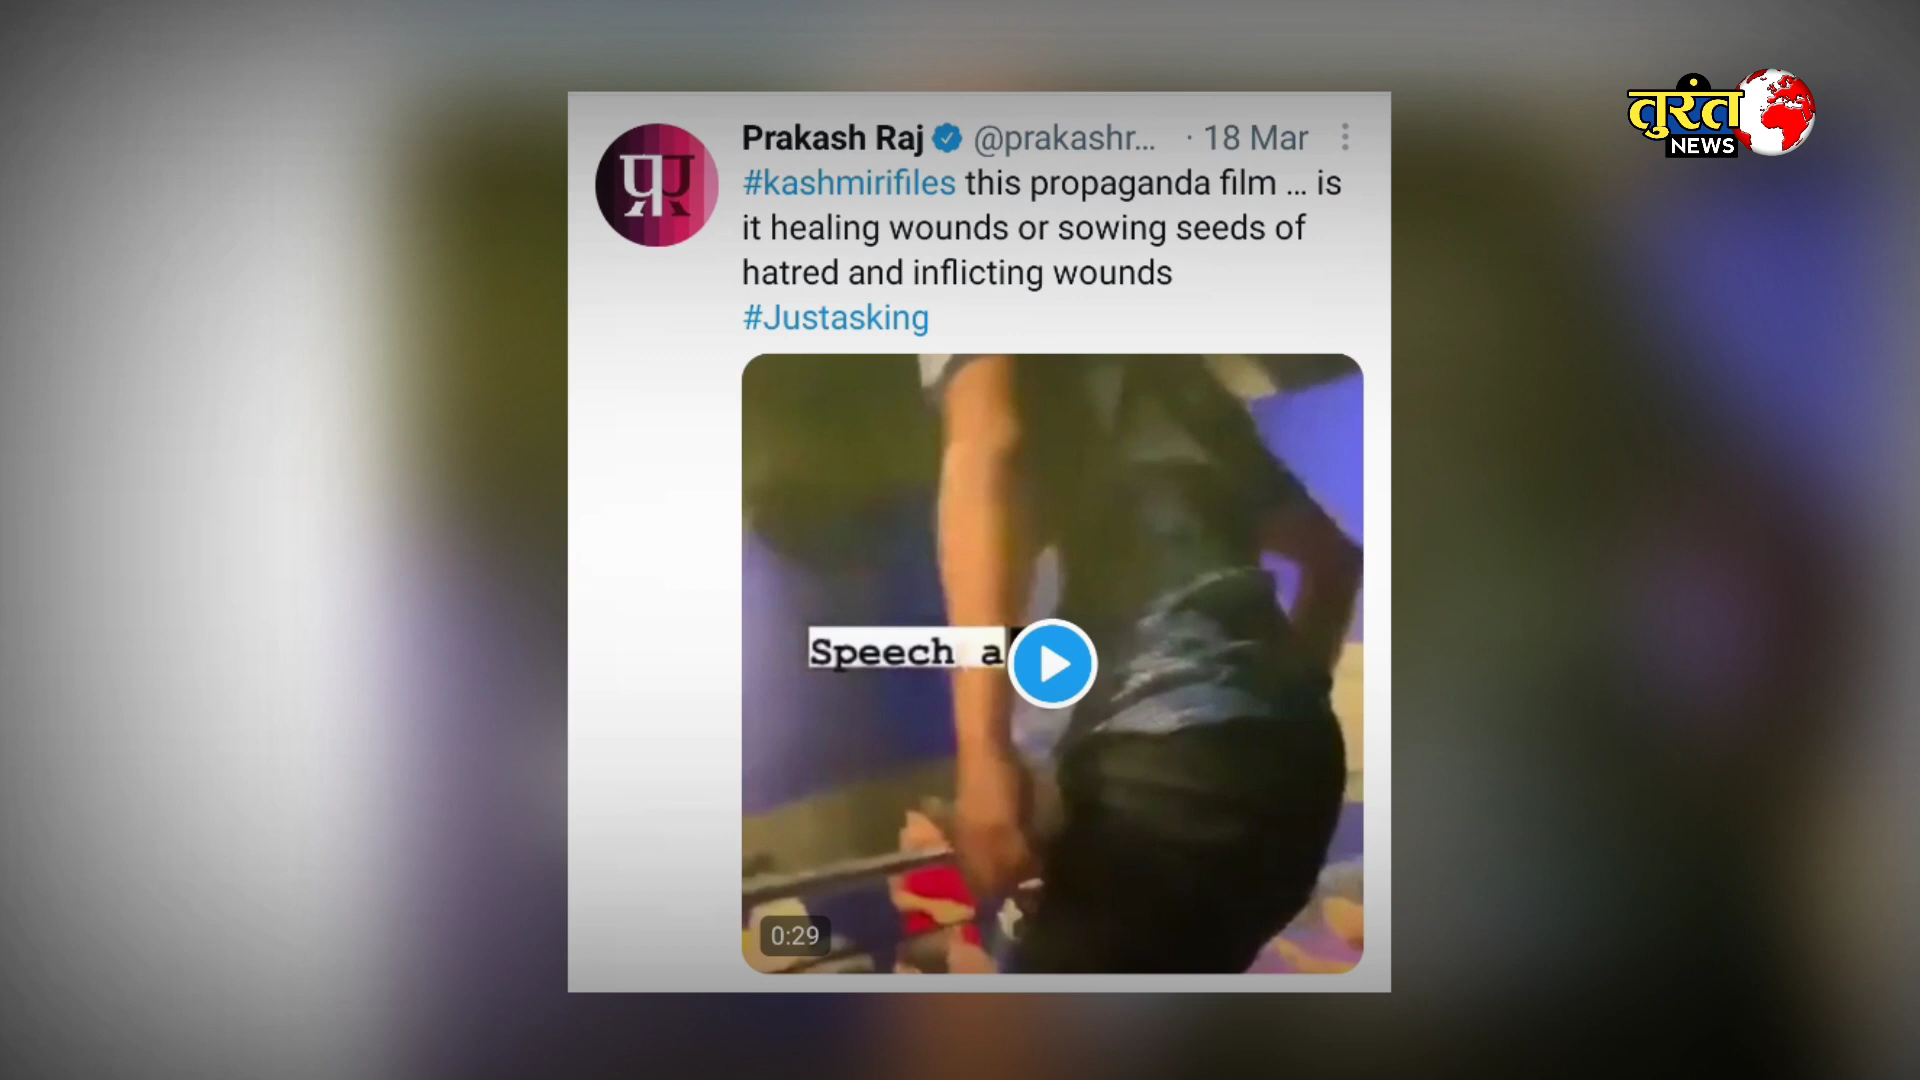 Prakash Raj @prakashr... · 18 Mar
#kashmirifiles this propaganda film ... is
it healing wounds or sowing seeds of
hatred and inflicting wounds
#Justasking
Speech a
0:29
तुरंत
NEWS